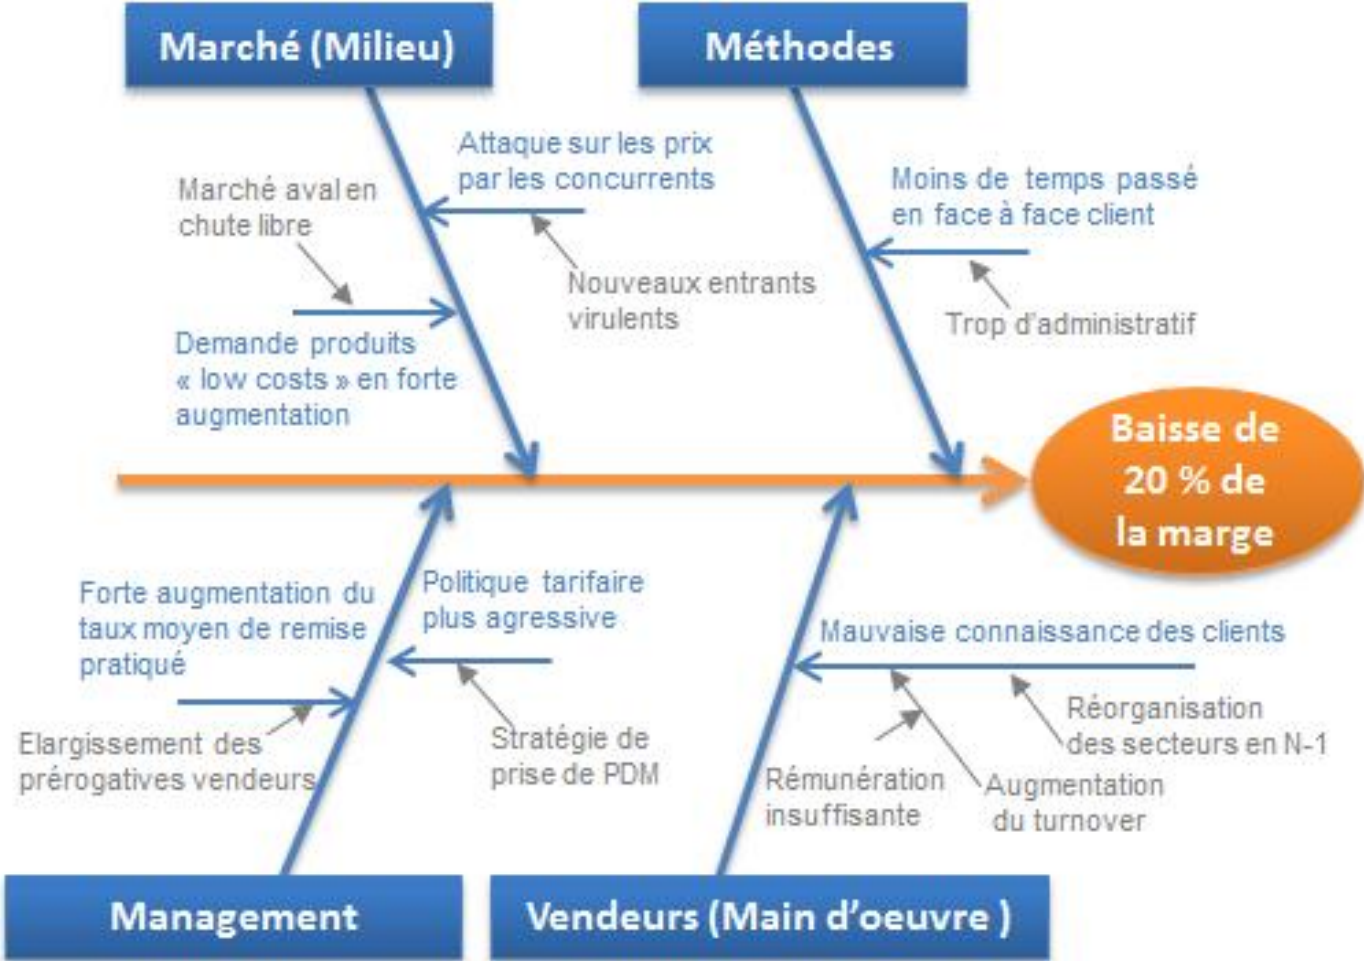 Marché (Milieu)
Méthodes
Attaque sur les prix
par les concurrents
Marché aval en
chute libre
Moins de temps passé
en face à face client
Nouveaux entrants
virulents
Trop d'administratif
Demande produits
« low costs » en forte
augmentation
Baisse de
20 % de
la marge
Forte augmentation du
taux moyen de remise
pratiqué
Politique tarifaire
plus agressive
Mauvaise connaissance des clients
Elargissement des
prérogatives vendeurs
Stratégie de
prise de PDM
Réorganisation
des secteurs en N-1
Rémunération
insuffisante
Augmentation
du turnover
Management
Vendeurs (Main d'oeuvre )